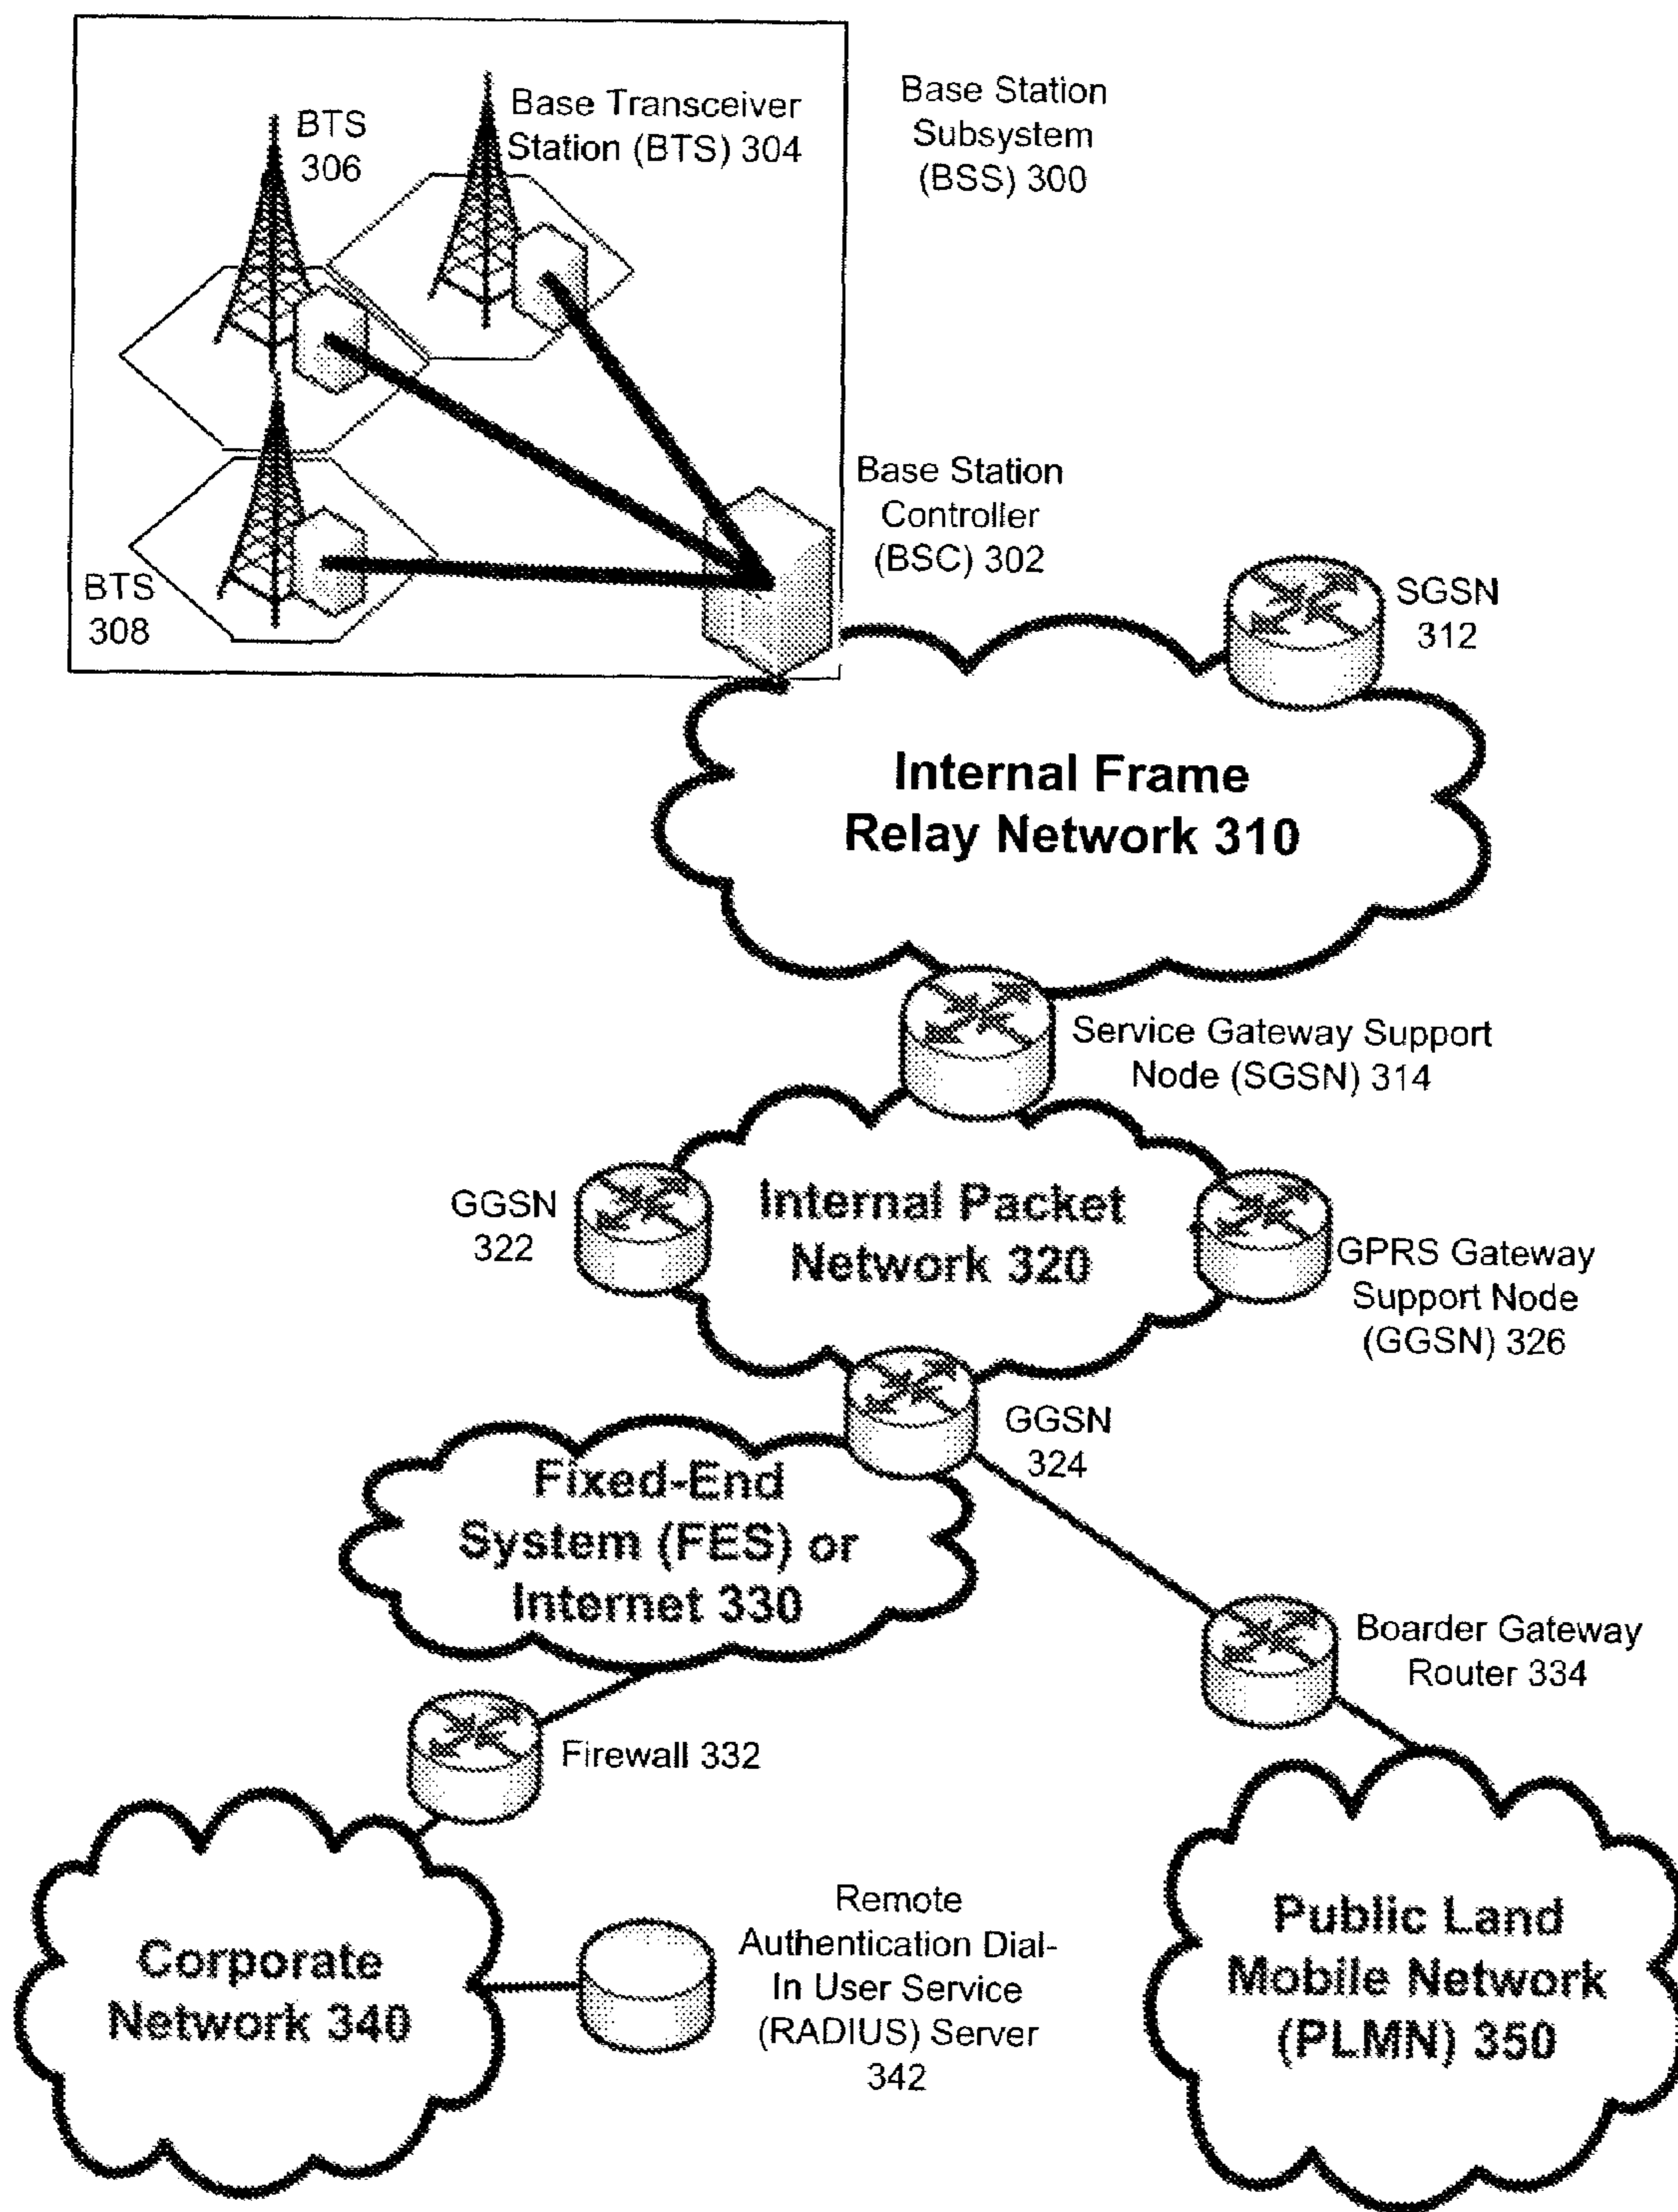 BTS
306
Base Transceiver
Station (BTS) 304
Base Station
Subsystem
(BSS) 300
Base Station
Controller
(BSC) 302
BTS
308
SGSN
312
Internal Frame
Relay Network 310
Service Gateway Support
Node (SGSN) 314
GGSN
322
Internal Packet
Network 320
GPRS Gateway
Support Node
(GGSN) 326
GGSN
324
Fixed-End
System (FES) or
Internet 330
Boarder Gateway
Router 334
Firewall 332
Corporate
Network 340
Remote
Authentication Dial-
In User Service
(RADIUS) Server
342
Public Land
Mobile Network
(PLMN) 350